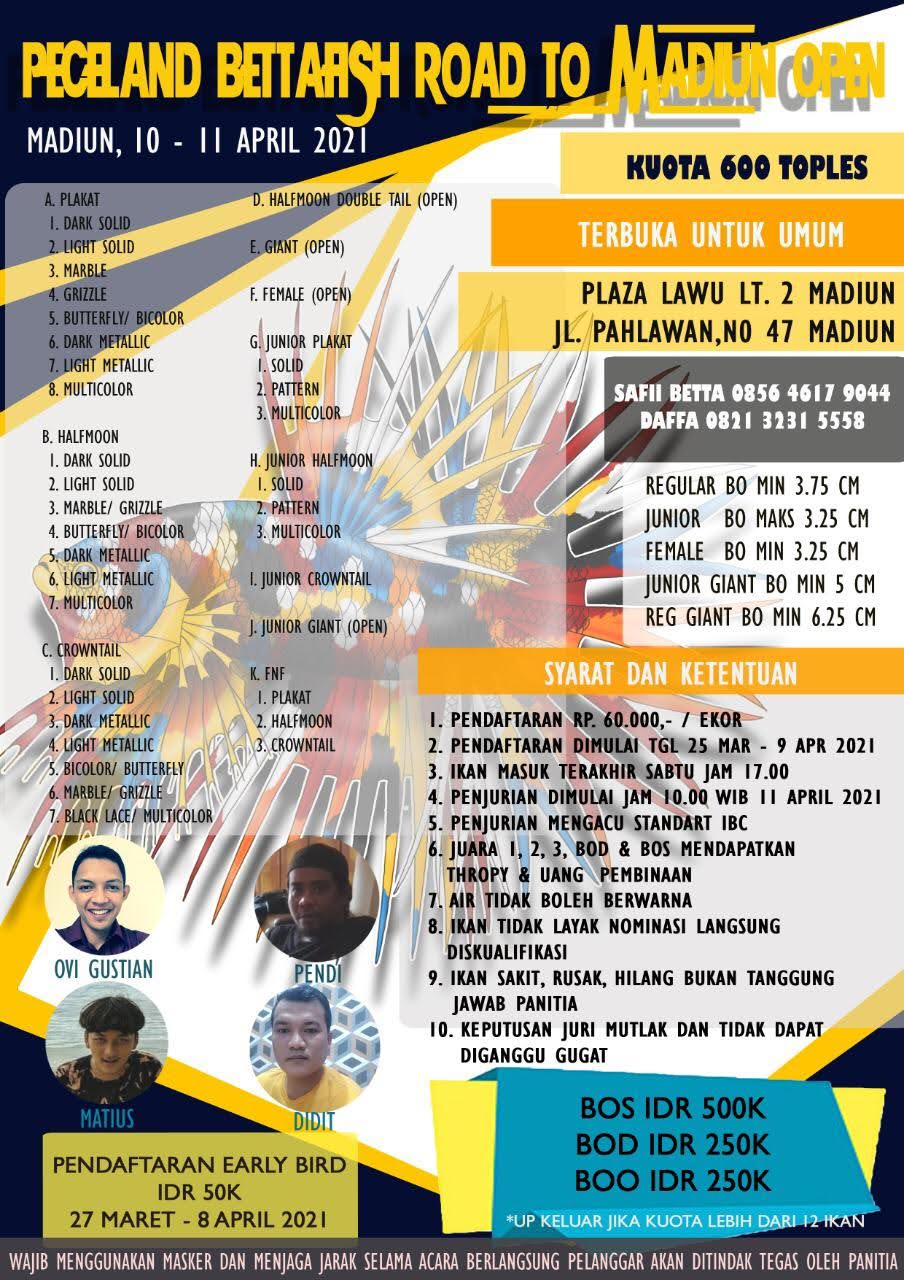 PECELAND BETTAFISH ROAD TO MADIUN OPEN
MADIUN, 10 - 11 APRIL 2021
KUOTA 600 TOPLES
TERBUKA UNTUK UMUM
PLAZA LAWU LT. 2 MADIUN
JL. PAHLAWAN,NO 47 MADIUN
SAFII BETTA 0856 4617 9044
DAFFA 0821 3231 5558
A. PLAKAT
1. DARK SOLID
2. LIGHT SOLID
3. MARBLE
4. GRIZZLE
5. BUTTERFLY/ BICOLOR
6. DARK METALLIC
7. LIGHT METALLIC
8. MULTICOLOR
B. HALFMOON
1. DARK SOLID
2. LIGHT SOLID
3. MARBLE/ GRIZZLE
4. BUTTERFLY/ BICOLOR
5. DARK METALLIC
6. LIGHT METALLIC
7. MULTICOLOR
C. CROWNTAIL
1. DARK SOLID
2. LIGHT SOLID
3. DARK METALLIC
4. LIGHT METALLIC
5. BICOLOR/ BUTTERFLY
6. MARBLE/ GRIZZLE
7. BLACK LACE/ MULTICOLOR
D. HALFMOON DOUBLE TAIL (OPEN)
E. GIANT (OPEN)
F. FEMALE (OPEN)
G. JUNIOR PLAKAT
1. SOLID
2. PATTERN
3. MULTICOLOR
H. JUNIOR HALFMOON
1. SOLID
2. PATTERN
3. MULTICOLOR
I. JUNIOR CROWNTAIL
J. JUNIOR GIANT (OPEN)
K. FNF
1. PLAKAT
2. HALFMOON
3. CROWNTAIL
REGULAR BO MIN 3.75 CM
JUNIOR BO MAKS 3.25 CM
FEMALE BO MIN 3.25 CM
JUNIOR GIANT BO MIN 5 CM
REG GIANT BO MIN 6.25 CM
SYARAT DAN KETENTUAN
1. PENDAFTARAN RP. 60.000,- / EKOR
2. PENDAFTARAN DIMULAI TGL 25 MAR - 9 APR 2021
3. IKAN MASUK TERAKHIR SABTU JAM 17.00
4. PENJURIAN DIMULAI JAM 10.00 WIB 11 APRIL 2021
5. PENJURIAN MENGACU STANDART IBC
6. JUARA 1, 2, 3, BOD & BOS MENDAPATKAN
THROPY & UANG PEMBINAAN
7. AIR TIDAK BOLEH BERWARNA
8. IKAN TIDAK LAYAK NOMINASI LANGSUNG
DISKUALIFIKASI
9. IKAN SAKIT, RUSAK, HILANG BUKAN TANGGUNG
JAWAB PANITIA
10. KEPUTUSAN JURI MUTLAK DAN TIDAK DAPAT
DIGANGGU GUGAT
OVI GUSTIAN
PENDI
MATIUS
DIDIT
PENDAFTARAN EARLY BIRD
IDR 50K
27 MARET - 8 APRIL 2021
BOS IDR 500K
BOD IDR 250K
BOO IDR 250K
*UP KELUAR JIKA KUOTA LEBIH DARI 12 IKAN
WAJIB MENGGUNAKAN MASKER DAN MENJAGA JARAK SELAMA ACARA BERLANGSUNG PELANGGAR AKAN DITINDAK TEGAS OLEH PANITIA